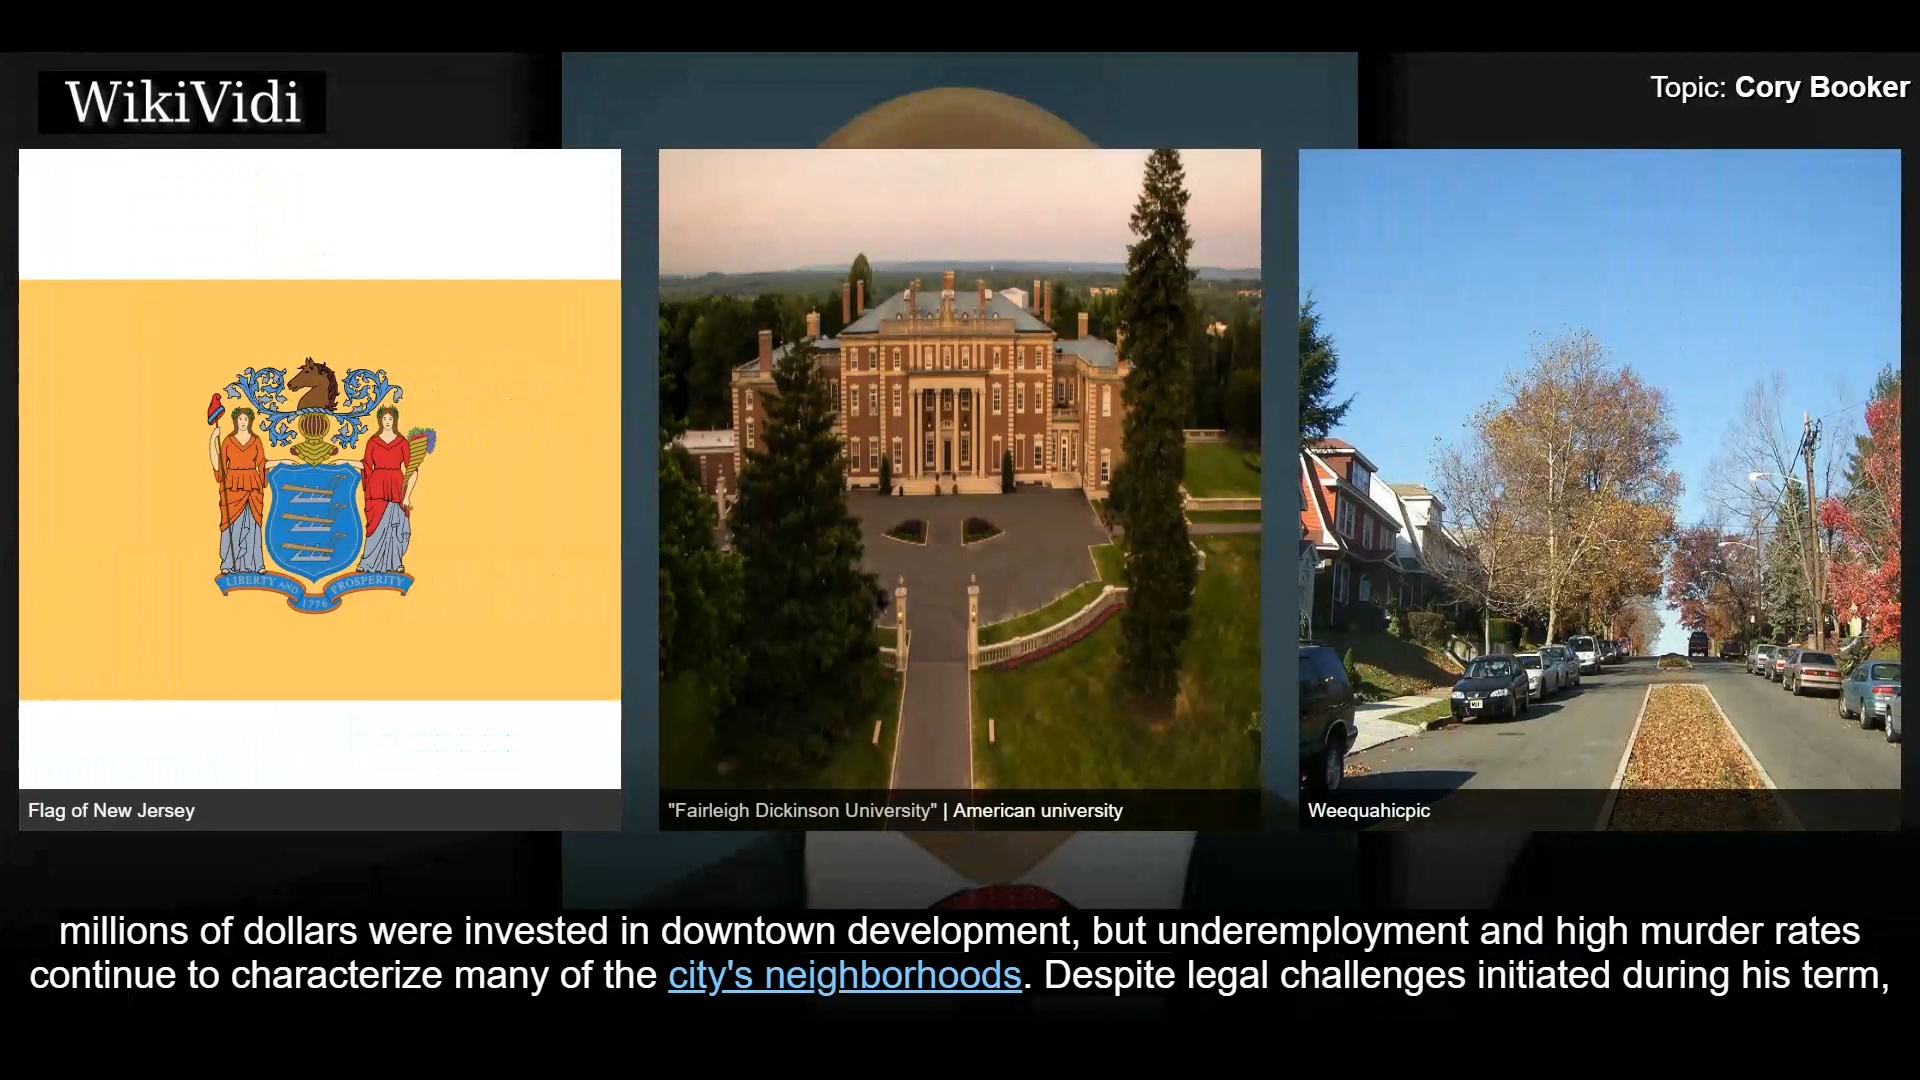 WikiVidi
Topic: Cory Booker
LIBERTY AND PROSPERITY
1776
Flag of New Jersey
"Fairleigh Dickinson University" | American university
Weequahicpic
millions of dollars were invested in downtown development, but underemployment and high murder rates
continue to characterize many of the city's neighborhoods. Despite legal challenges initiated during his term,